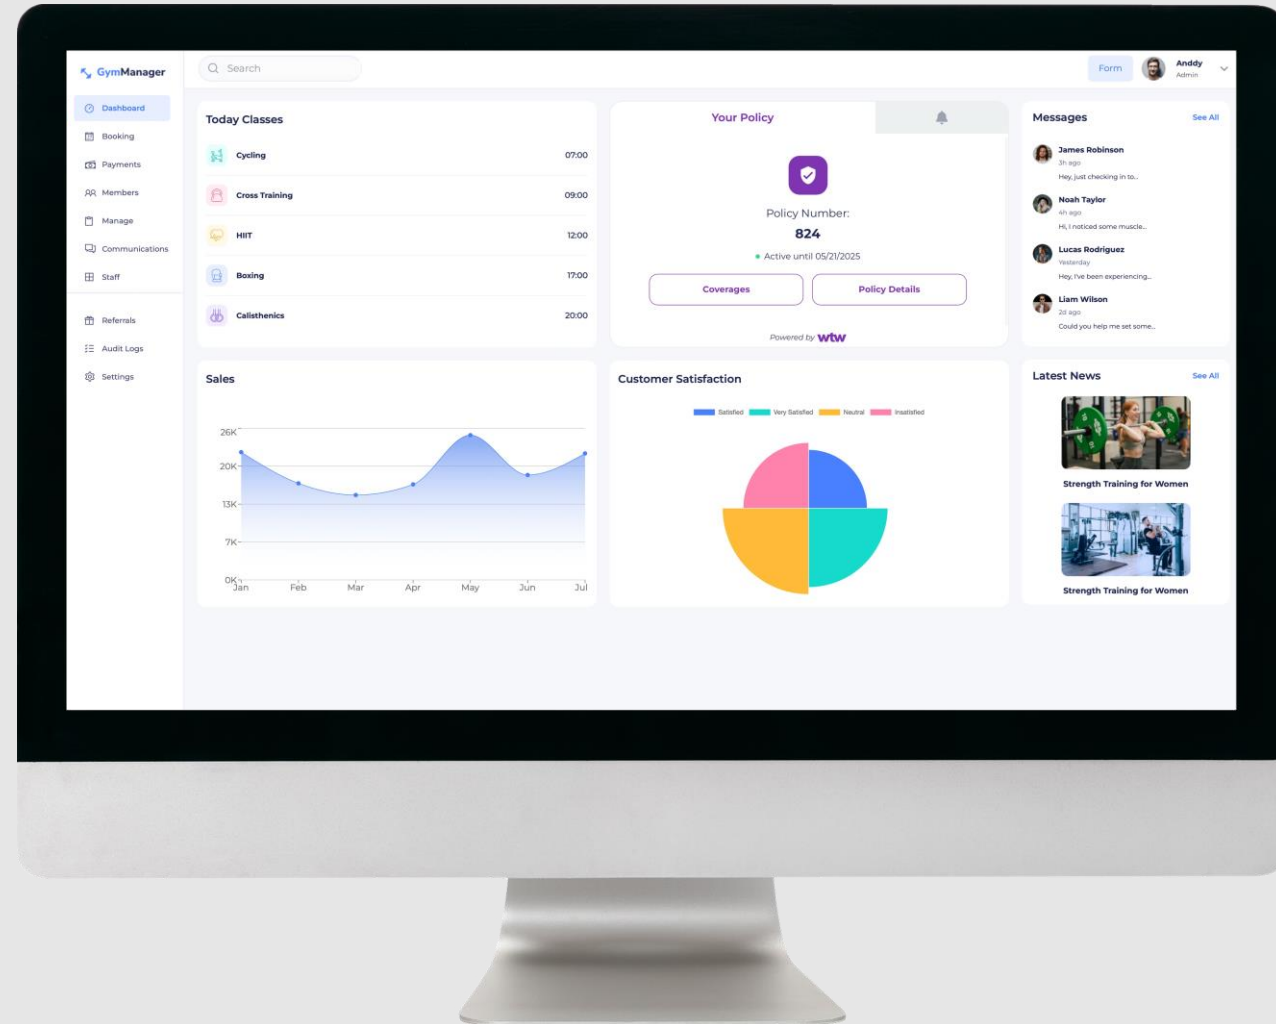 GymManager
Search
Form
Anddy
Admin
Dashboard
Booking
Payments
Members
Manage
Communications
Staff
Referrals
Audit Logs
Settings
Today Classes
Cycling 07:00
Cross Training 09:00
HIIT 12:00
Boxing 17:00
Calisthenics 20:00
Your Policy
Policy Number:
824
Active until 05/21/2025
Coverages
Policy Details
Powered by wtw
Messages See All
James Robinson
3h ago
Hey, just checking in to...
Noah Taylor
4h ago
Hi, I noticed some muscle...
Lucas Rodriguez
Yesterday
Hey, I've been experiencing...
Liam Wilson
2d ago
Could you help me set some...
Sales
26K
20K
13K
7K
0K
Jan Feb Mar Apr May Jun Jul
Customer Satisfaction
Satisfied Very Satisfied Neutral Insatisfied
Latest News See All
Strength Training for Women
Strength Training for Women